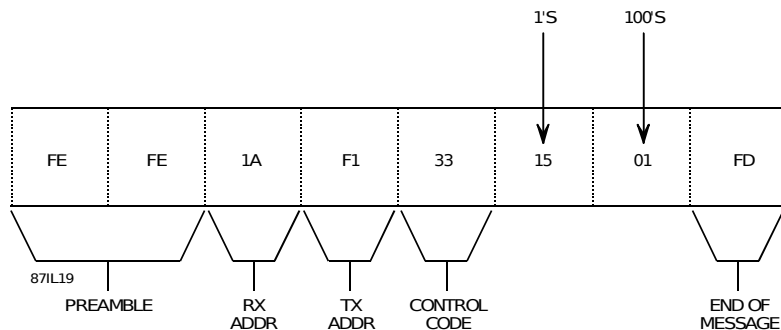 1'S 100'S
FE FE 1A F1 33 15 01 FD
87IL19
PREAMBLE
RX
ADDR
TX
ADDR
CONTROL
CODE
END OF
MESSAGE